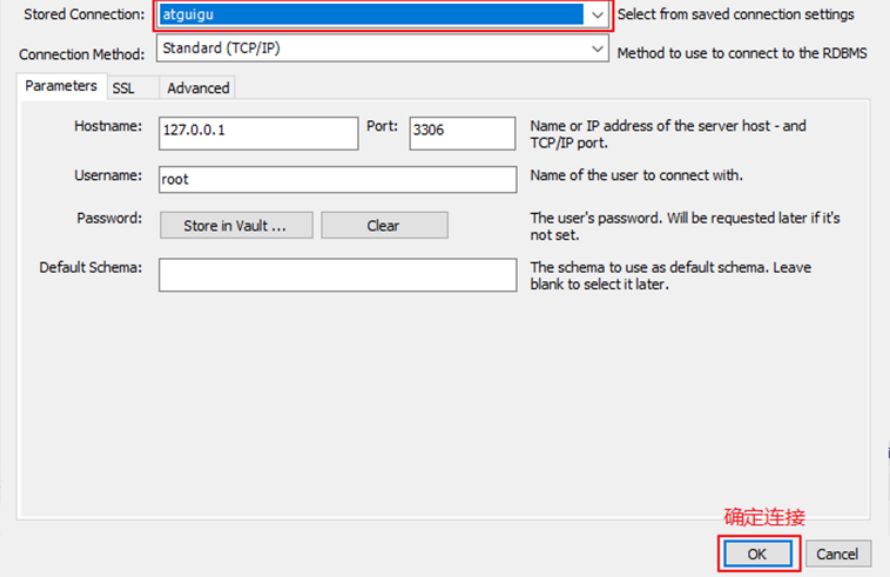 Stored Connection: atguigu Select from saved connection settings
Connection Method: Standard (TCP/IP) Method to use to connect to the RDBMS
Parameters SSL Advanced
Hostname: 127.0.0.1 Port: 3306 Name or IP address of the server host - and
TCP/IP port.
Username: root Name of the user to connect with.
Password: Store in Vault ... Clear The user's password. Will be requested later if it's
not set.
Default Schema: The schema to use as default schema. Leave
blank to select it later.
确定连接
OK Cancel